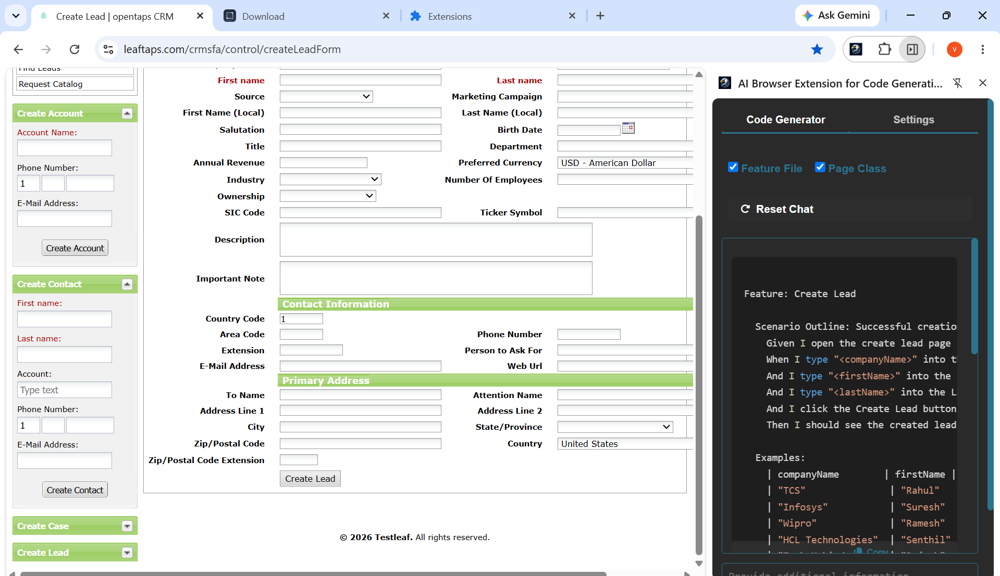 Create Lead | opentaps CRM
Download
Extensions
Ask Gemini
leaftaps.com/crmsfa/control/createLeadForm
V
Find Leads
Request Catalog
Create Account
Account Name:
Phone Number:
1
E-Mail Address:
Create Account
Create Contact
First name:
Last name:
Account:
Type text
Phone Number:
1
E-Mail Address:
Create Contact
Create Case
Create Lead
First name
Last name
Source
Marketing Campaign
First Name (Local)
Last Name (Local)
Salutation
Birth Date
Title
Department
Annual Revenue
Preferred Currency
USD - American Dollar
Industry
Number Of Employees
Ownership
SIC Code
Ticker Symbol
Description
Important Note
Contact Information
Country Code
1
Area Code
Phone Number
Extension
Person to Ask For
E-Mail Address
Web Url
Primary Address
To Name
Attention Name
Address Line 1
Address Line 2
City
State/Province
Zip/Postal Code
Country
United States
Zip/Postal Code Extension
Create Lead
© 2026 Testleaf. All rights reserved.
AI Browser Extension for Code Generati...
Code Generator
Settings
Feature File
Page Class
Reset Chat
Feature: Create Lead
Scenario Outline: Successful creatio
Given I open the create lead page
When I type "<companyName>" into t
And I type "<firstName>" into the
And I type "<lastName>" into the L
And I click the Create Lead button
Then I should see the created lead
Examples:
| companyName | firstName |
| "TCS" | "Rahul"
| "Infosys" | "Suresh"
| "Wipro" | "Ramesh"
| "HCL Technologies" | "Senthil"
Copy
Provide additional information